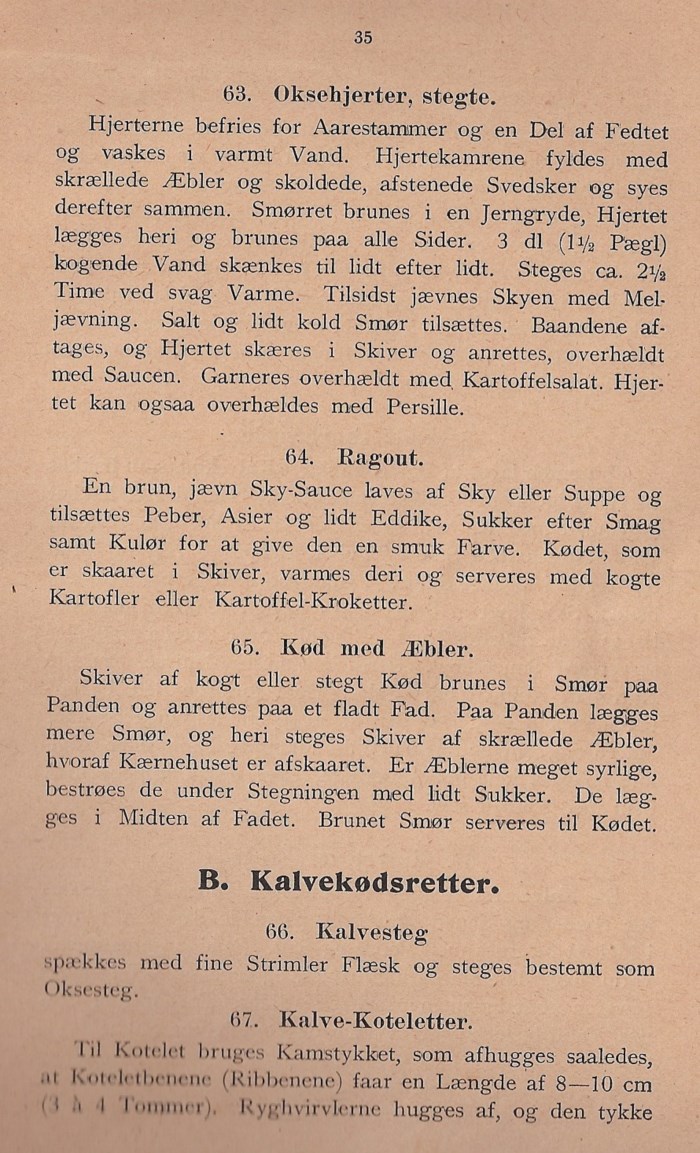 35
63. Oksehjerter, stegte.
Hjerterne befries for Aarestammer og en Del af Fedtet
og vaskes i varmt Vand. Hjertekamrene fyldes med
skrællede Æbler og skoldede, afstenede Svedsker og syes
derefter sammen. Smørret brunes i en Jerngryde, Hjertet
lægges heri og brunes paa alle Sider. 3 dl (1½ Pægl)
kogende Vand skænkes til lidt efter lidt. Steges ca. 2½
Time ved svag Varme. Tilsidst jævnes Skyen med Mel-
jævning. Salt og lidt kold Smør tilsættes. Baandene af-
tages, og Hjertet skæres i Skiver og anrettes, overhældt
med Saucen. Garneres overhældt med Kartoffelsalat. Hjer-
tet kan ogsaa overhældes med Persille.
64. Ragout.
En brun, jævn Sky-Sauce laves af Sky eller Suppe og
tilsættes Peber, Asier og lidt Eddike, Sukker efter Smag
samt Kulør for at give den en smuk Farve. Kødet, som
er skaaret i Skiver, varmes deri og serveres med kogte
Kartofler eller Kartoffel-Kroketter.
65. Kød med Æbler.
Skiver af kogt eller stegt Kød brunes i Smør paa
Panden og anrettes paa et fladt Fad. Paa Panden lægges
mere Smør, og heri steges Skiver af skrællede Æbler,
hvoraf Kærnehuset er afskaaret. Er Æblerne meget syrlige,
bestrøes de under Stegningen med lidt Sukker. De læg-
ges i Midten af Fadet. Brunet Smør serveres til Kødet.
B. Kalvekødsretter.
66. Kalvesteg
spækkes med fine Strimler Flæsk og steges bestemt som
Oksesteg.
67. Kalve-Koteletter.
Til Kotelet bruges Kamstykket, som afhugges saaledes,
at Koteletbenene (Ribbenene) faar en Længde af 8—10 cm
(3 à 4 Tommer). Ryghvirvlerne hugges af, og den tykke